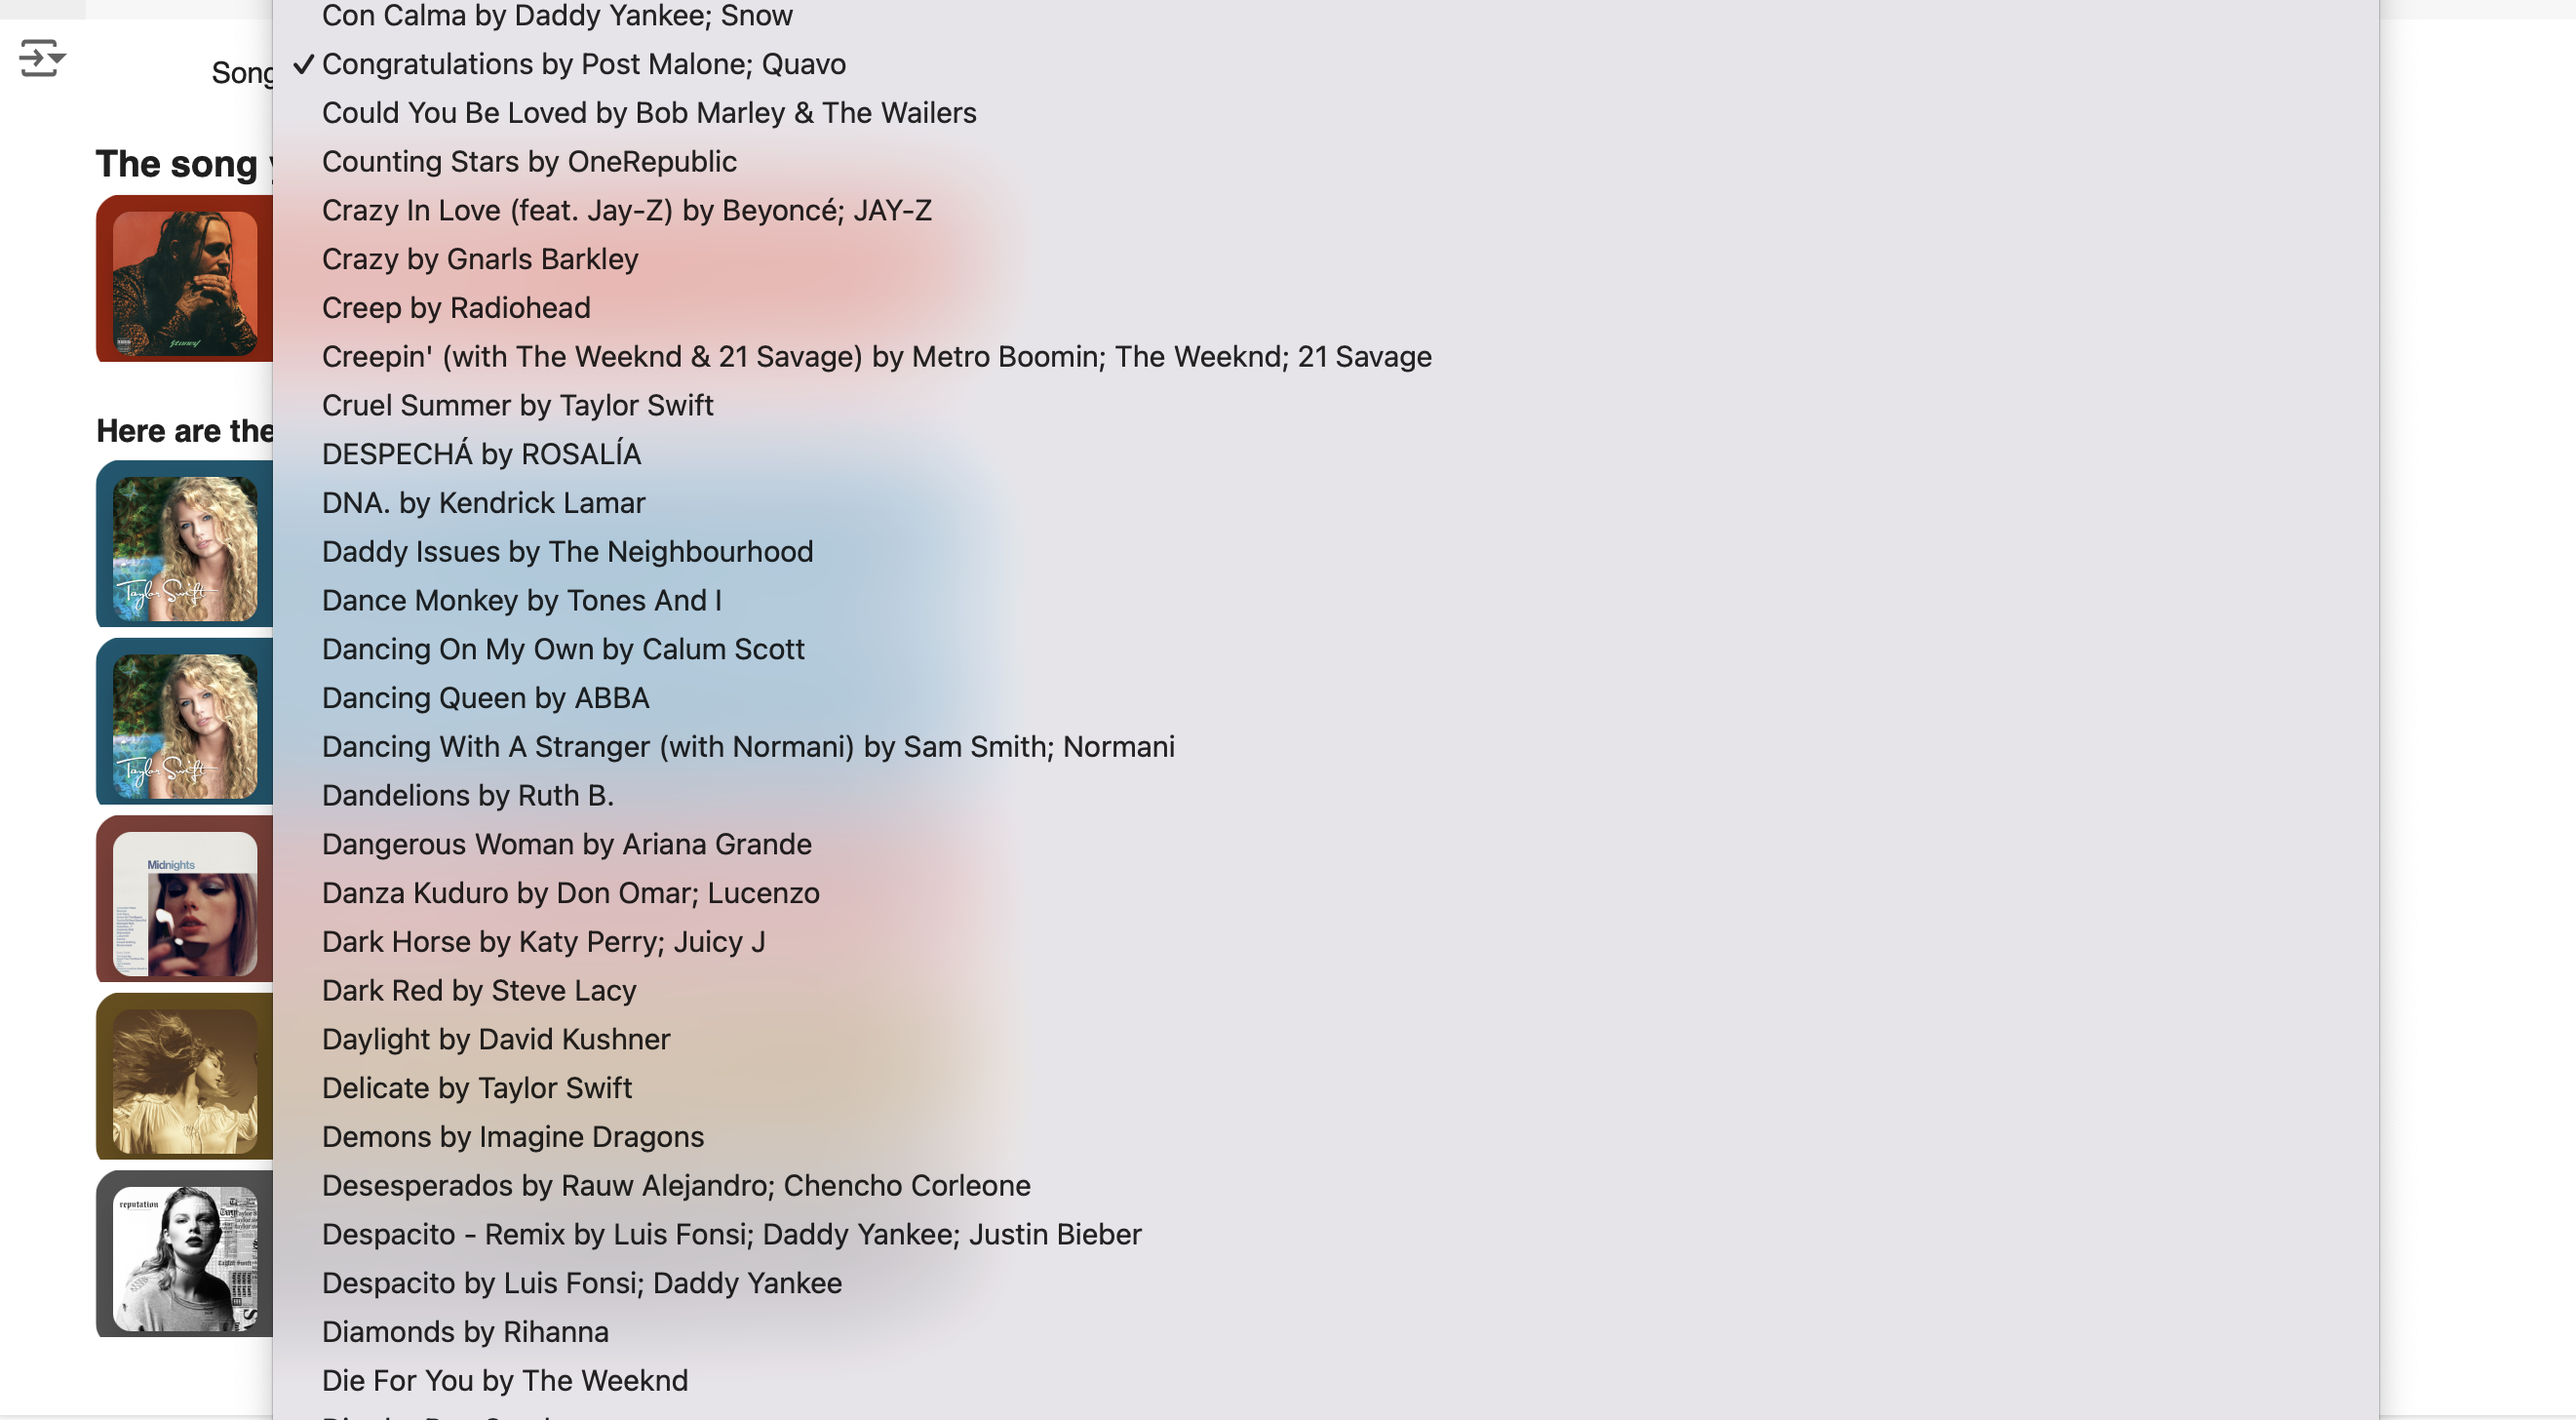 Con Calma by Daddy Yankee; Snow
Song
✓ Congratulations by Post Malone; Quavo
Could You Be Loved by Bob Marley & The Wailers
The song
Counting Stars by OneRepublic
Crazy In Love (feat. Jay-Z) by Beyoncé; JAY-Z
Crazy by Gnarls Barkley
Creep by Radiohead
Stoney
Creepin' (with The Weeknd & 21 Savage) by Metro Boomin; The Weeknd; 21 Savage
Cruel Summer by Taylor Swift
Here are the
DESPECHÁ by ROSALÍA
DNA. by Kendrick Lamar
Daddy Issues by The Neighbourhood
Taylor Swift
Dance Monkey by Tones And I
Dancing On My Own by Calum Scott
Dancing Queen by ABBA
Dancing With A Stranger (with Normani) by Sam Smith; Normani
Taylor Swift
Dandelions by Ruth B.
Dangerous Woman by Ariana Grande
Midnights
Danza Kuduro by Don Omar; Lucenzo
Dark Horse by Katy Perry; Juicy J
Dark Red by Steve Lacy
Daylight by David Kushner
Delicate by Taylor Swift
Demons by Imagine Dragons
Desesperados by Rauw Alejandro; Chencho Corleone
reputation
Despacito - Remix by Luis Fonsi; Daddy Yankee; Justin Bieber
Despacito by Luis Fonsi; Daddy Yankee
Diamonds by Rihanna
Die For You by The Weeknd